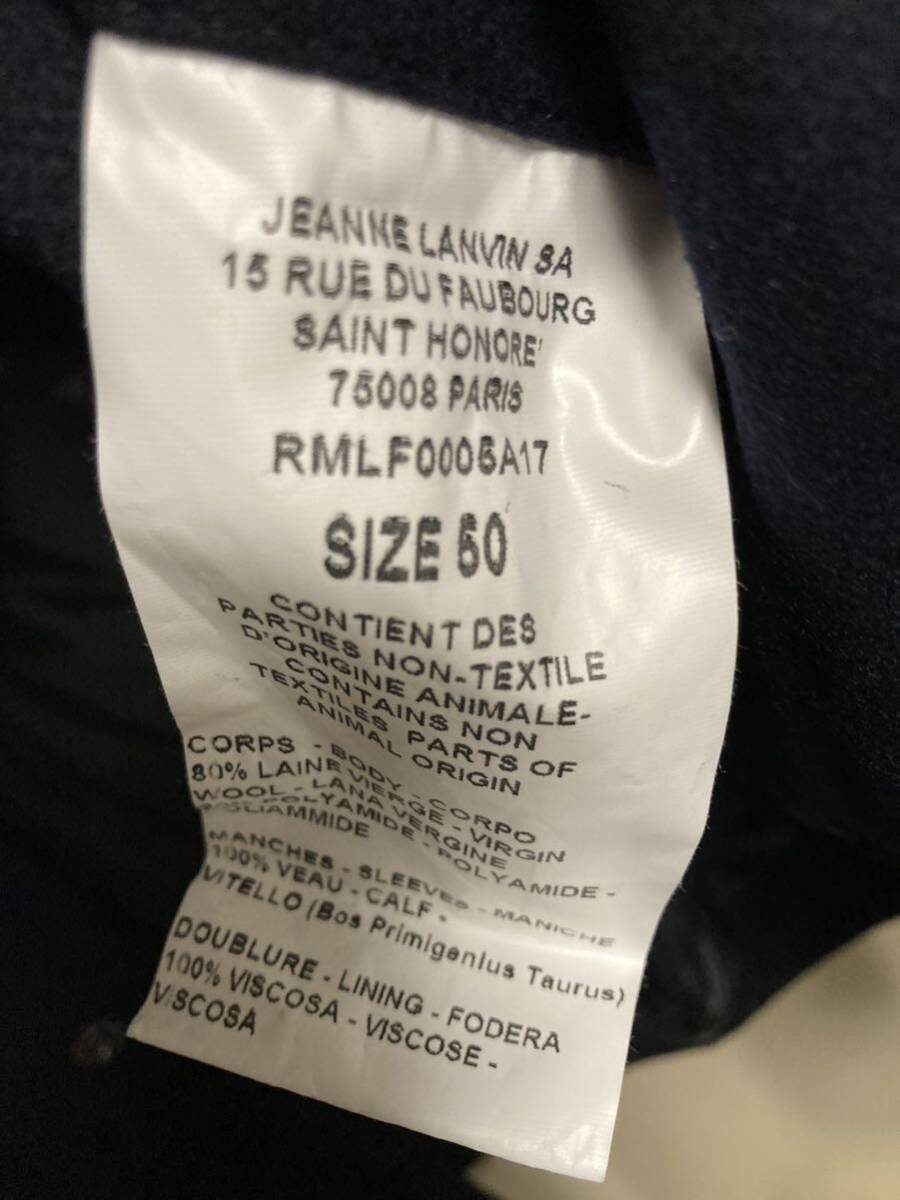 JEANNE LANVIN SA
15 RUE DU FAUBOURG
SAINT HONORE'
75008 PARIS
RMLF0005A17
SIZE 50
CONTIENT DES
PARTIES NON-TEXTILE
D'ORIGINE ANIMALE-
CONTAINS NON
TEXTILES PARTS OF
ANIMAL ORIGIN
CORPS - BODY - CORPO
80% LAINE VIERGE - VIRGIN
WOOL - LANA VERGINE
POLYAMIDE - POLYAMIDE -
POLIAMMIDE
MANCHES - SLEEVES - MANICHE
100% VEAU - CALF -
VITELLO (Bos Primigenius Taurus)
DOUBLURE - LINING - FODERA
100% VISCOSA - VISCOSE -
VISCOSA